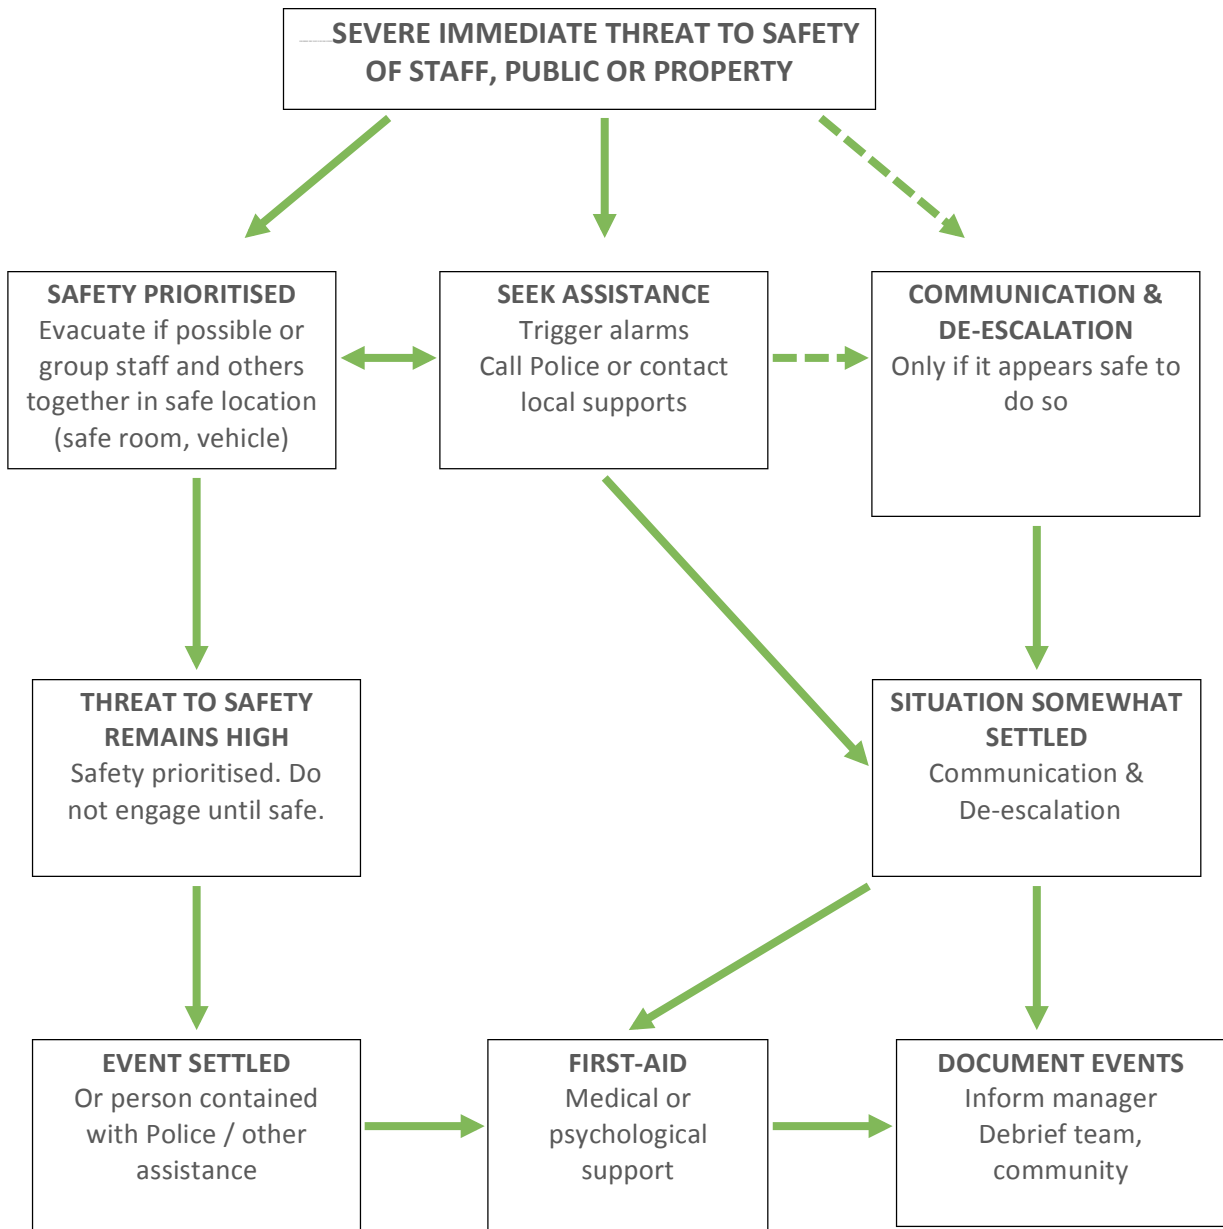 SEVERE IMMEDIATE THREAT TO SAFETY
OF STAFF, PUBLIC OR PROPERTY
SAFETY PRIORITISED
Evacuate if possible or
group staff and others
together in safe location
(safe room, vehicle)
SEEK ASSISTANCE
Trigger alarms
Call Police or contact
local supports
COMMUNICATION &
DE-ESCALATION
Only if it appears safe to
do so
THREAT TO SAFETY
REMAINS HIGH
Safety prioritised. Do
not engage until safe.
SITUATION SOMEWHAT
SETTLED
Communication &
De-escalation
EVENT SETTLED
Or person contained
with Police / other
assistance
FIRST-AID
Medical or
psychological
support
DOCUMENT EVENTS
Inform manager
Debrief team,
community